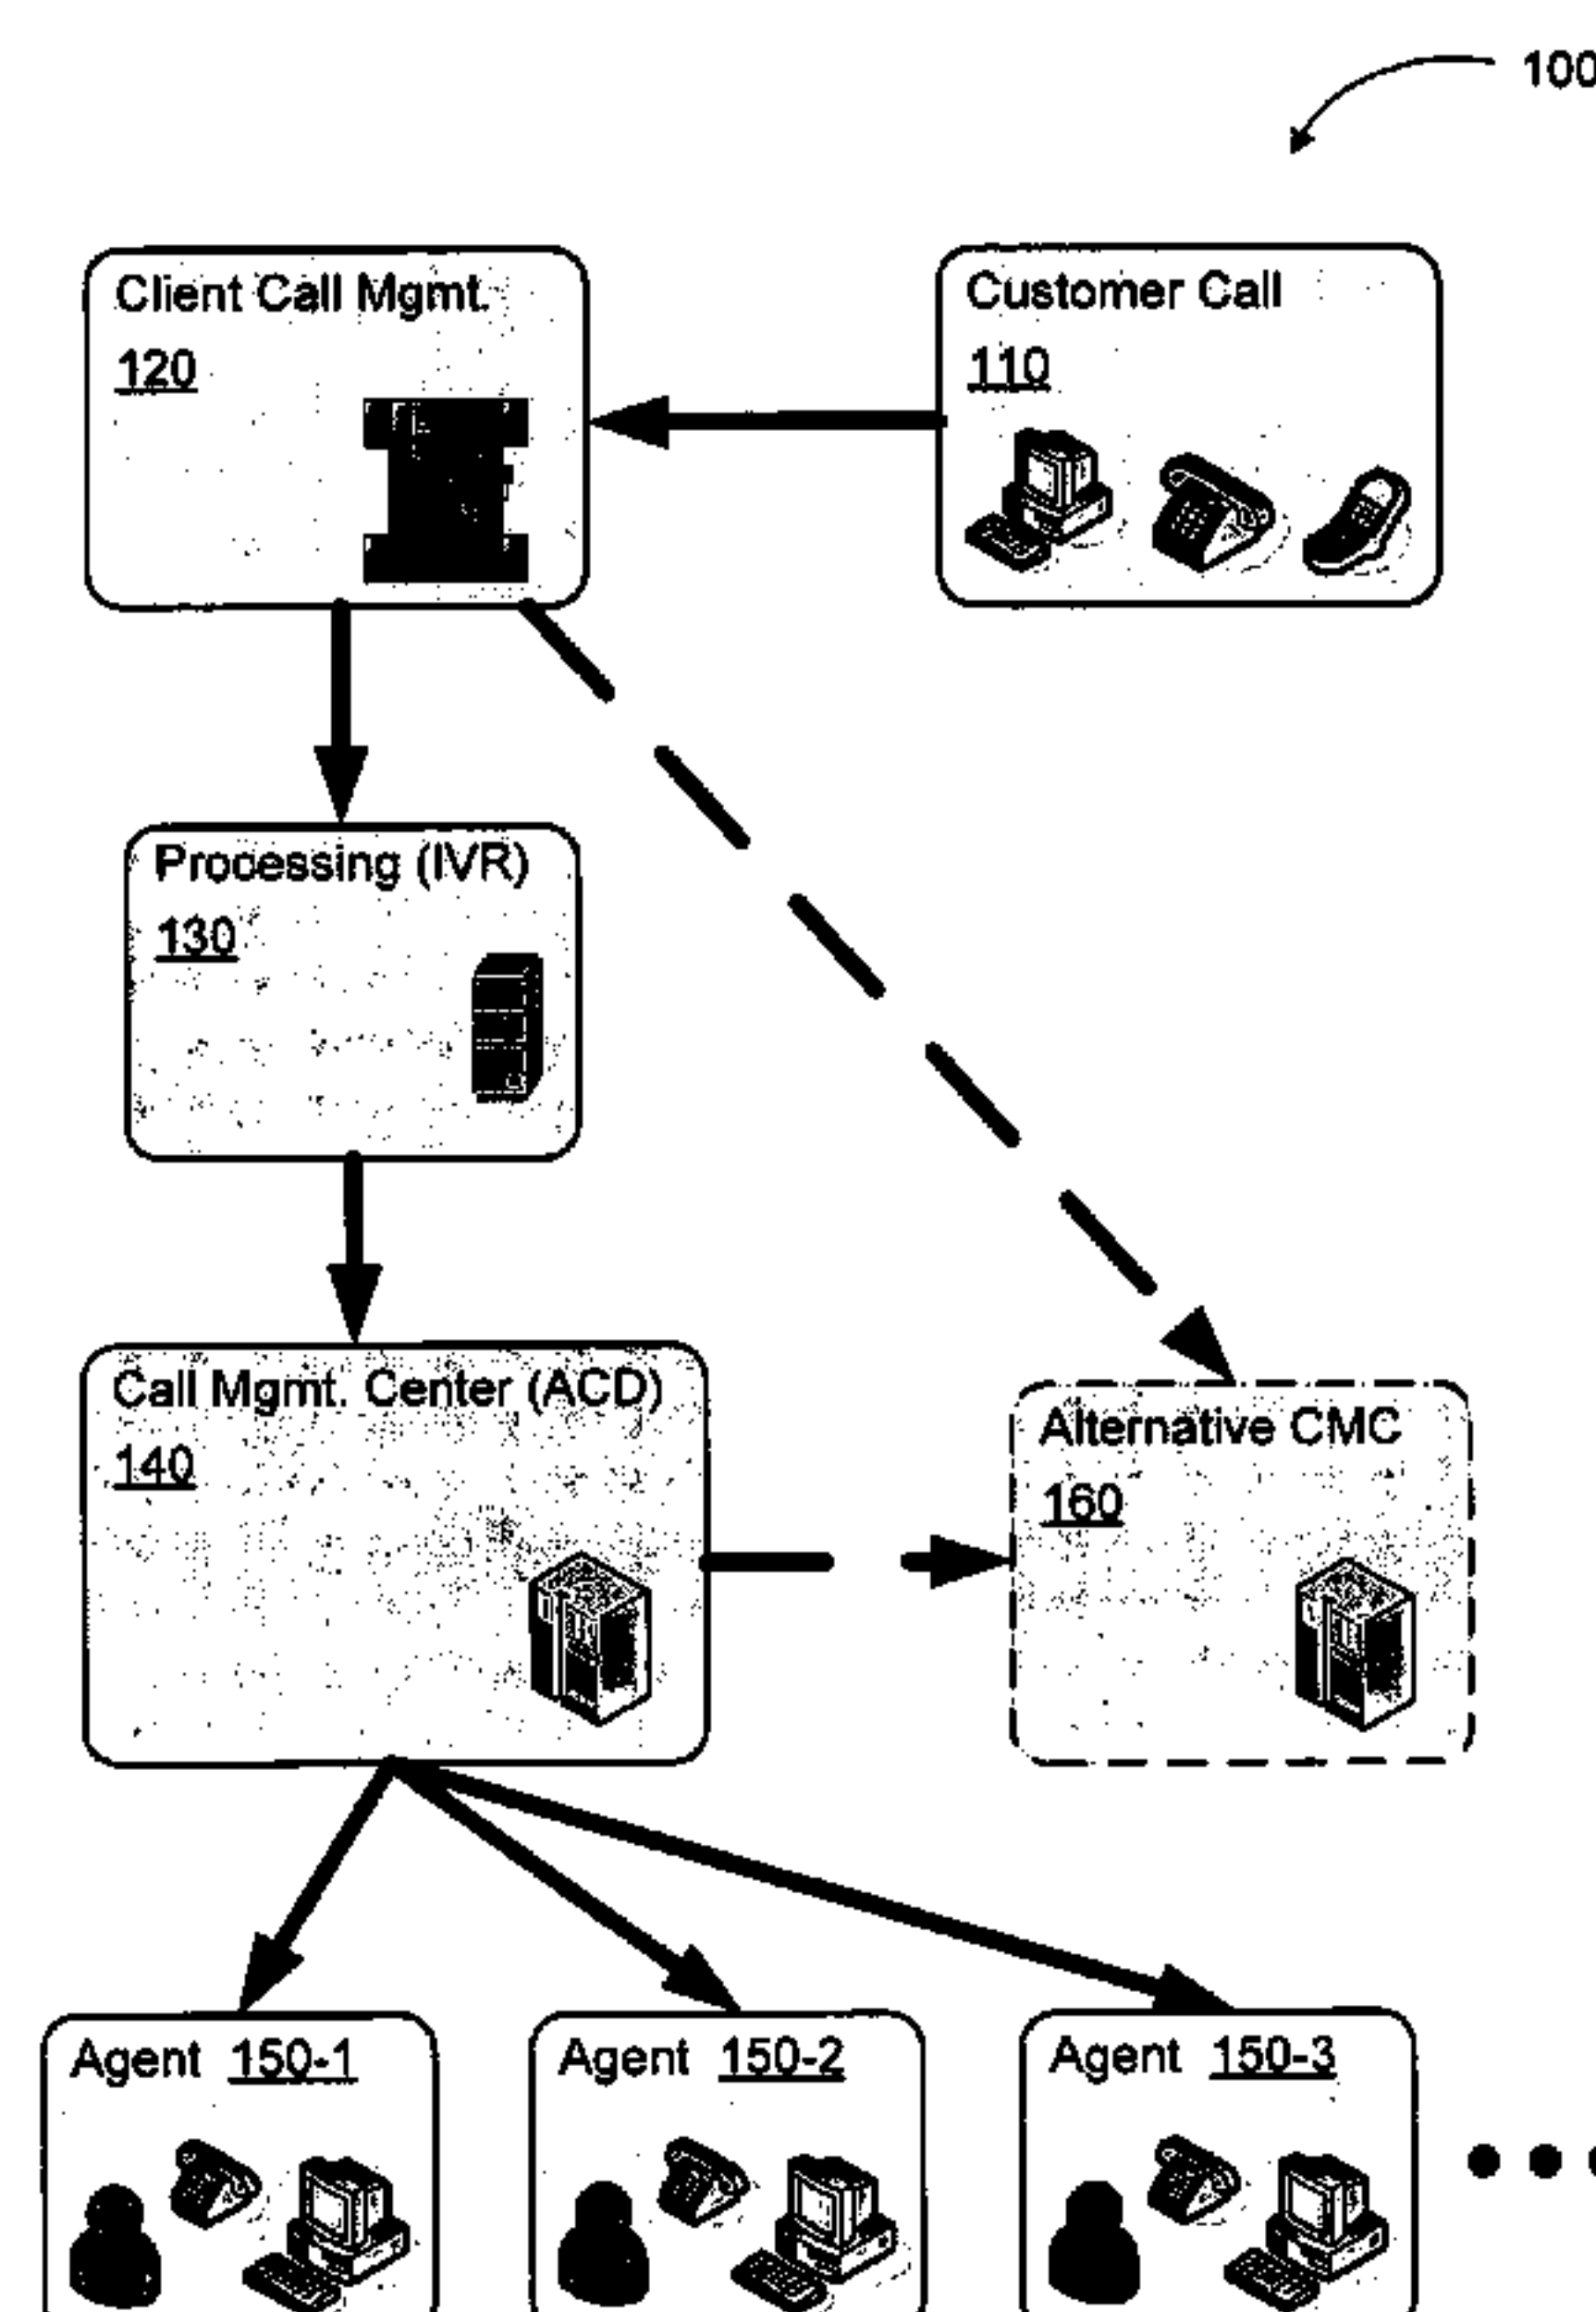 100
Client Call Mgmt.
120
Customer Call
110
Processing (IVR)
130
Call Mgmt. Center (ACD)
140
Alternative CMC
160
Agent 150-1
Agent 150-2
Agent 150-3